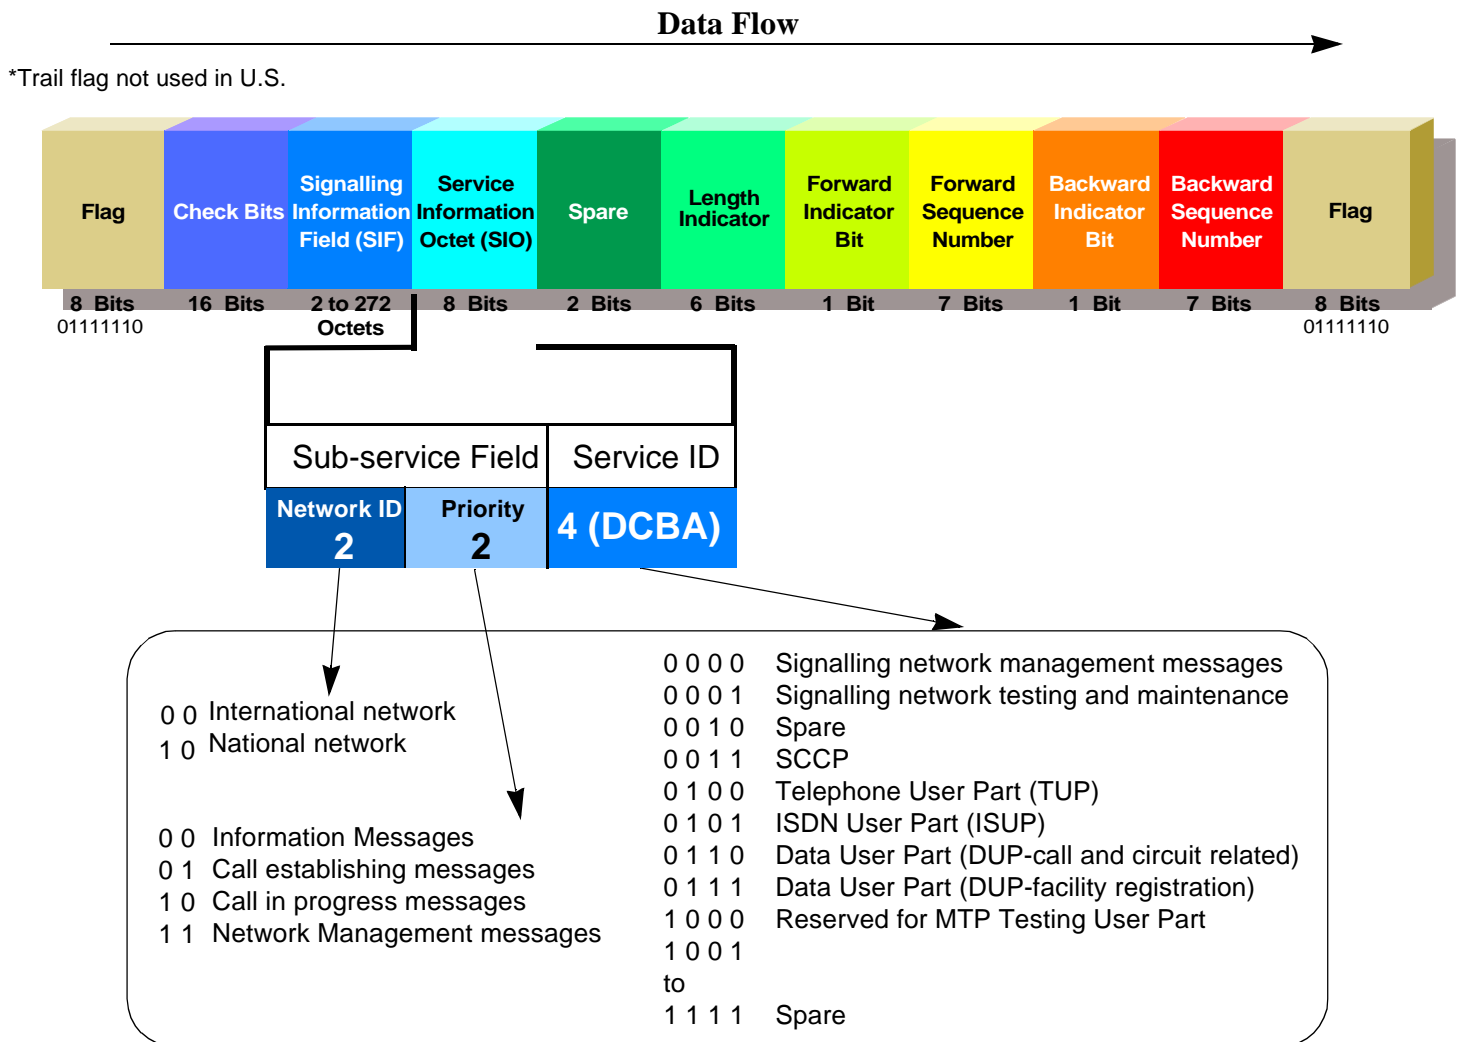 Data Flow
*Trail flag not used in U.S.
Flag
Check Bits
Signalling
Information
Field (SIF)
Service
Information
Octet (SIO)
Spare
Length
Indicator
Forward
Indicator
Bit
Forward
Sequence
Number
Backward
Indicator
Bit
Backward
Sequence
Number
Flag
8 Bits
01111110
16 Bits
2 to 272
Octets
8 Bits
2 Bits
6 Bits
1 Bit
7 Bits
1 Bit
7 Bits
8 Bits
01111110
Sub-service Field
Service ID
Network ID
2
Priority
2
4 (DCBA)
0 0 International network
1 0 National network
0 0 Information Messages
0 1 Call establishing messages
1 0 Call in progress messages
1 1 Network Management messages
0 0 0 0 Signalling network management messages
0 0 0 1 Signalling network testing and maintenance
0 0 1 0 Spare
0 0 1 1 SCCP
0 1 0 0 Telephone User Part (TUP)
0 1 0 1 ISDN User Part (ISUP)
0 1 1 0 Data User Part (DUP-call and circuit related)
0 1 1 1 Data User Part (DUP-facility registration)
1 0 0 0 Reserved for MTP Testing User Part
1 0 0 1
to
1 1 1 1 Spare